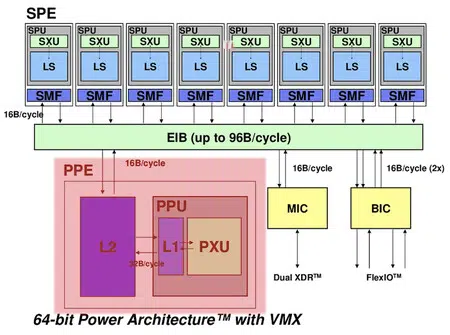 SPE
SPU SPU SPU SPU SPU SPU SPU SPU
SXU SXU SXU SXU SXU SXU SXU SXU
LS LS LS LS LS LS LS LS
SMF SMF SMF SMF SMF SMF SMF SMF
16B/cycle
EIB (up to 96B/cycle)
16B/cycle 16B/cycle 16B/cycle (2x)
PPE
PPU
MIC BIC
L2 L1 PXU
32B/cycle
Dual XDR™ FlexIO™
64-bit Power Architecture™ with VMX